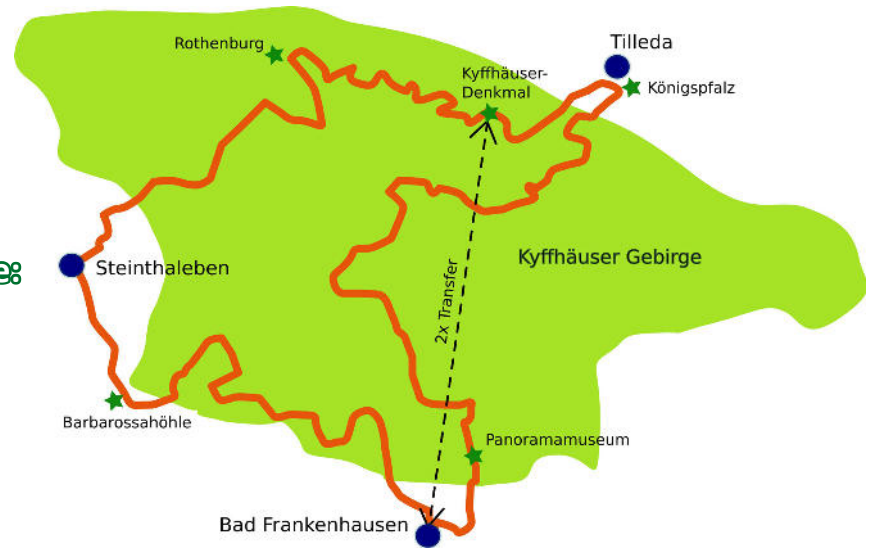 Tilleda
Rothenburg
Kyffhäuser-
Denkmal
Königspfalz
Steinthaleben
Kyffhäuser Gebirge
2x Transfer
Barbarossahöhle
Panoramamuseum
Bad Frankenhausen